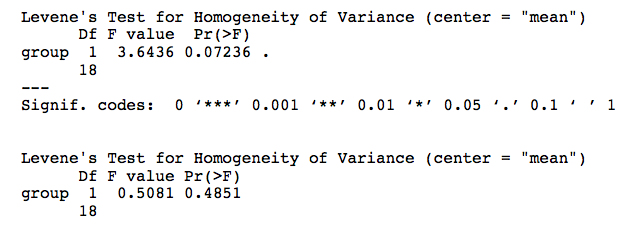 Levene's Test for Homogeneity of Variance (center = "mean")
      Df F value  Pr(>F)
group  1  3.6436 0.07236 .
      18
---
Signif. codes:  0 ‘***’ 0.001 ‘**’ 0.01 ‘*’ 0.05 ‘.’ 0.1 ‘ ’ 1
Levene's Test for Homogeneity of Variance (center = "mean")
      Df F value Pr(>F)
group  1  0.5081 0.4851
      18